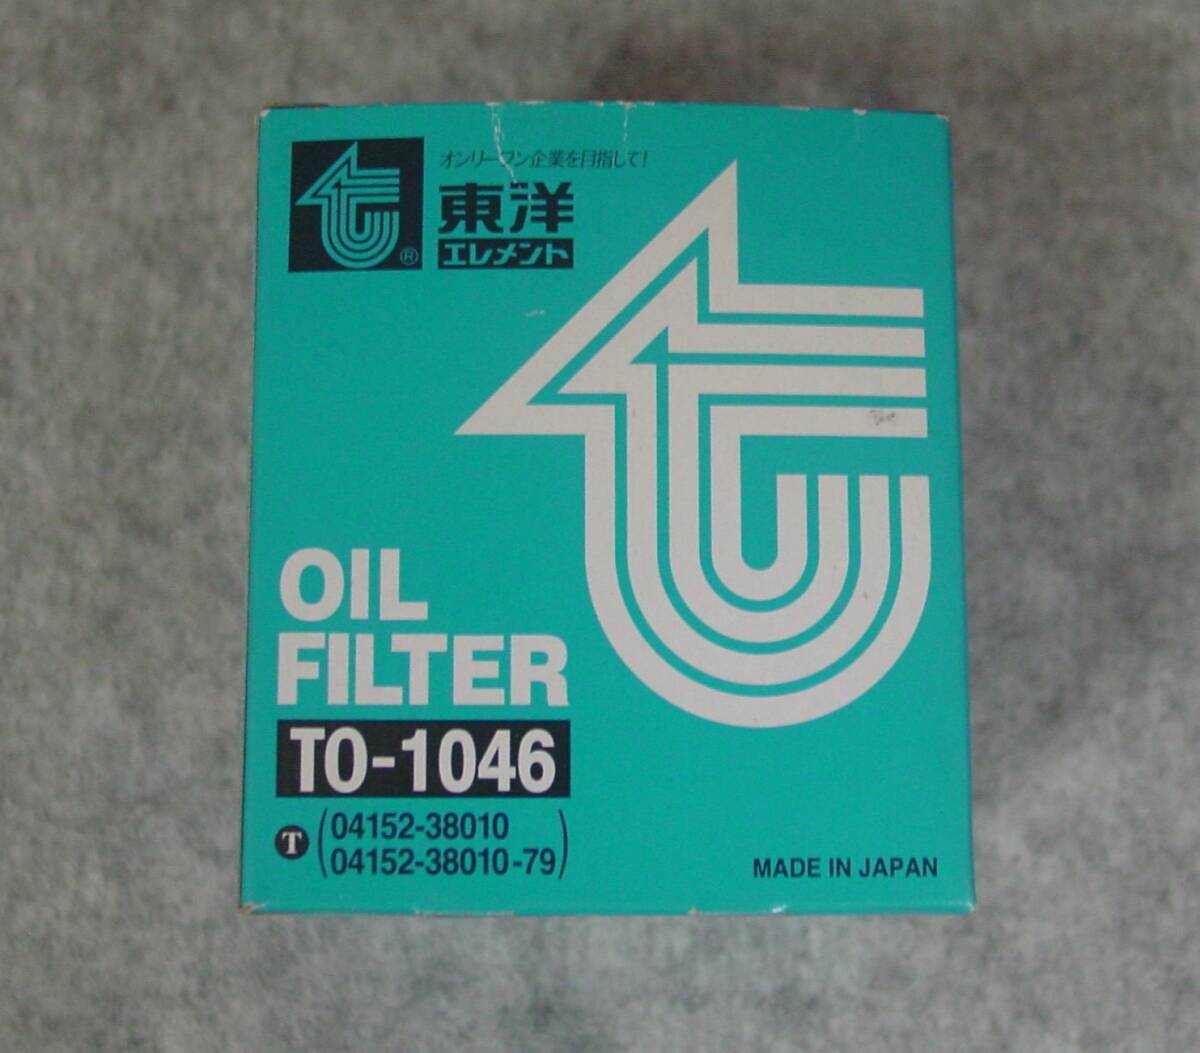 オンリーワン企業を目指して!
東洋
エレメント
®
OIL
FILTER
TO-1046
T (04152-38010
04152-38010-79)
MADE IN JAPAN